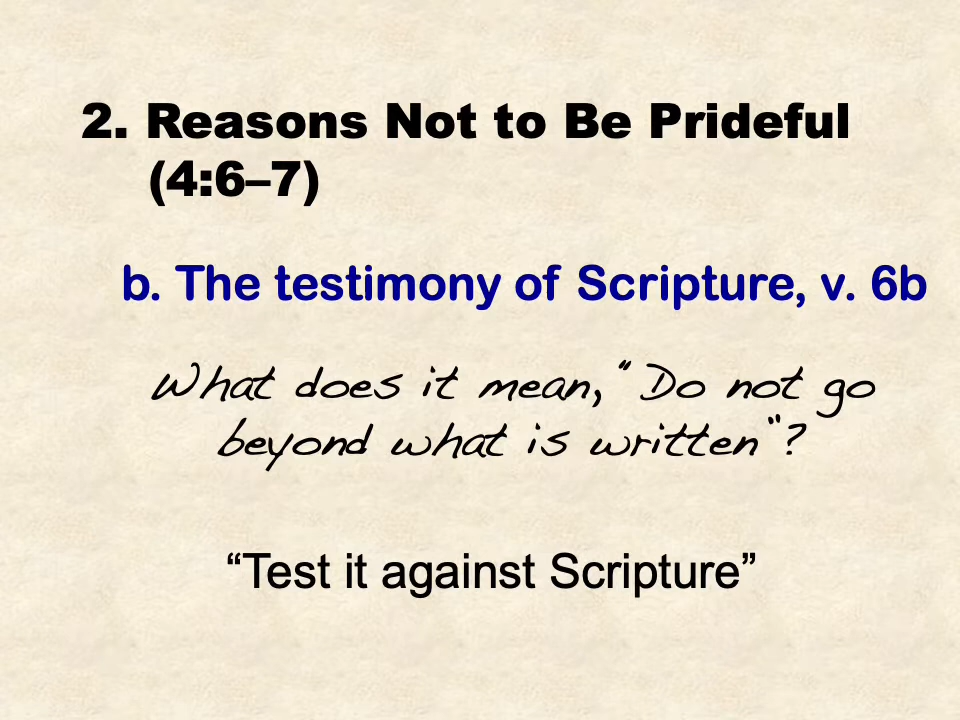 2. Reasons Not to Be Prideful
(4:6–7)
b. The testimony of Scripture, v. 6b
What does it mean, “Do not go
beyond what is written”?
“Test it against Scripture”